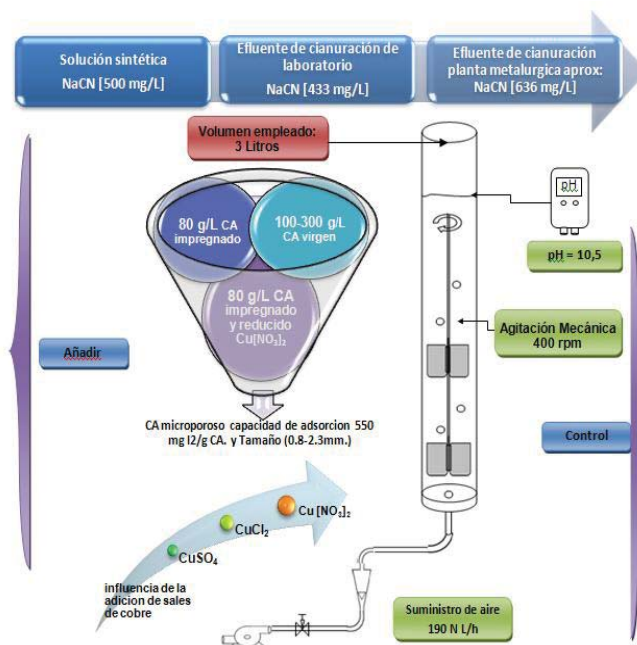 Solución sintética
NaCN [500 mg/L]
Efluente de cianuración de
laboratorio
NaCN [433 mg/L]
Efluente de cianuración
planta metalurgica aprox:
NaCN [636 mg/L]
Volumen empleado:
3 Litros
80 g/L CA
impregnado
100-300 g/L
CA virgen
80 g/L CA
impregnado
y reducido
Cu[NO₃]₂
pH
pH = 10,5
Agitación Mecánica
400 rpm
Añadir
Control
CA microporoso capacidad de adsorcion 550
mg I2/g CA. y Tamaño (0.8-2.3mm.)
Cu [NO₃]₂
CuCl₂
CuSO₄
influencia de la
adicion de sales
de cobre
Suministro de aire
190 N L/h